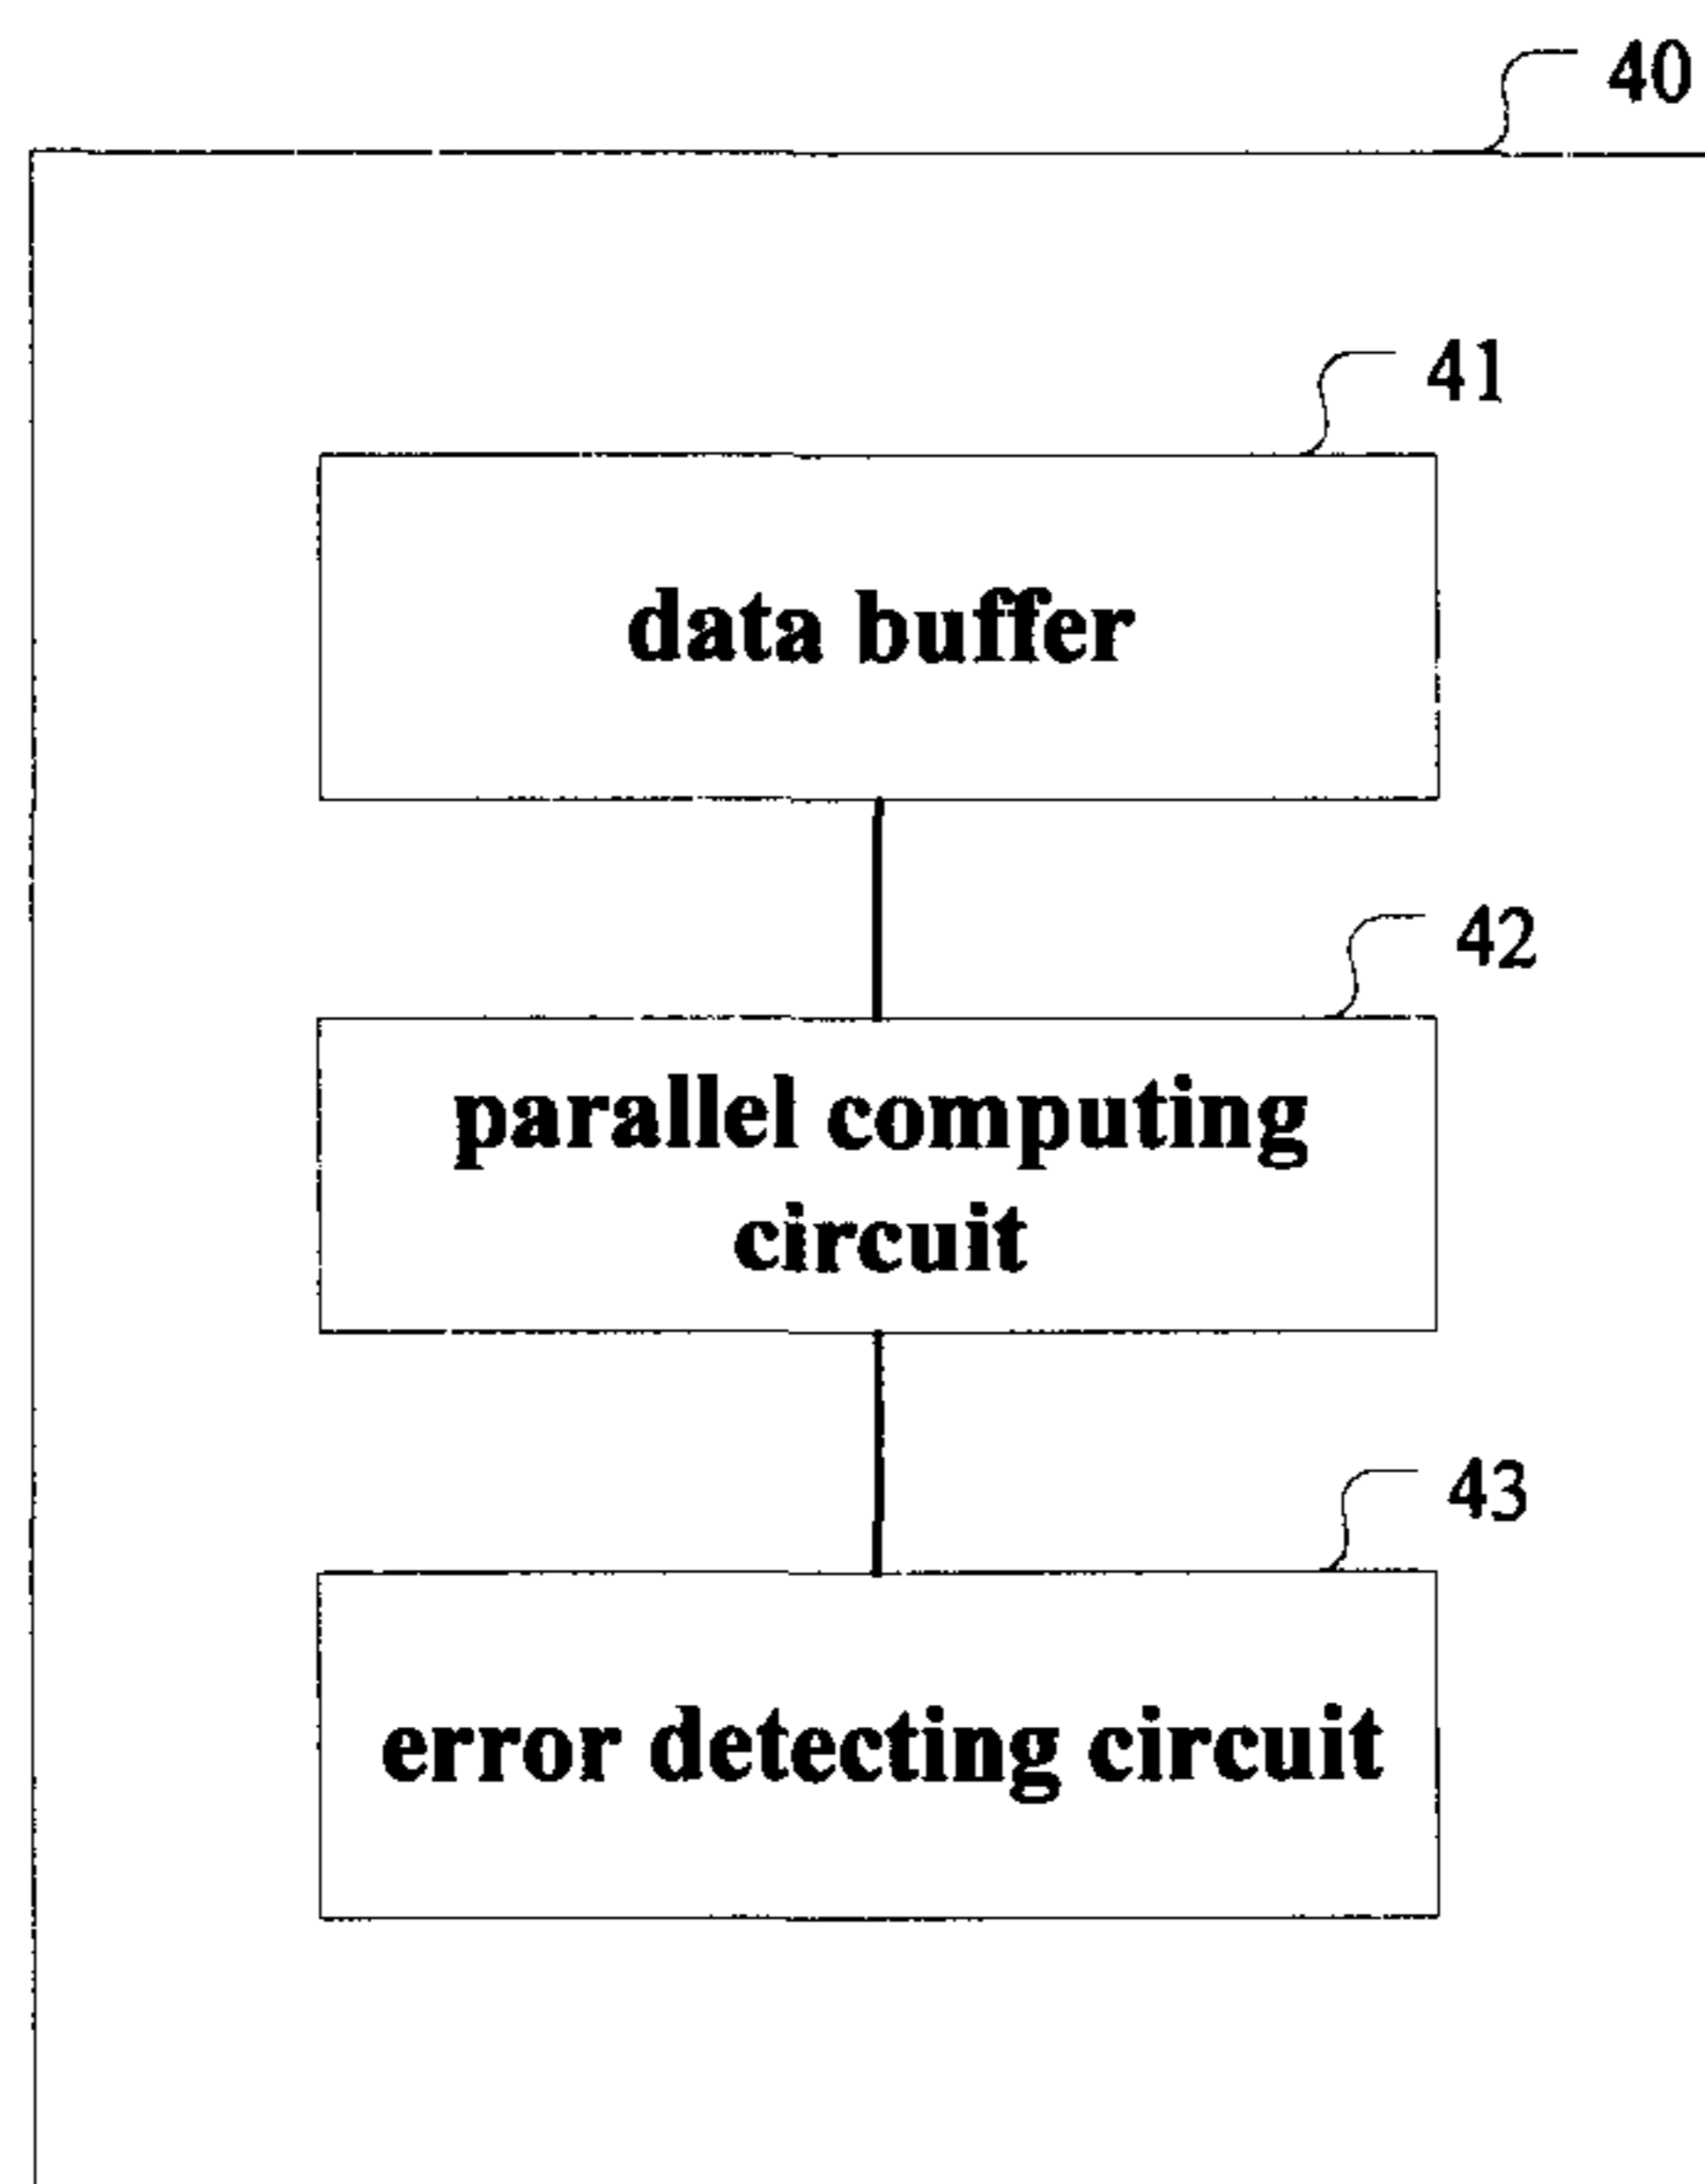 40
41
data buffer
42
parallel computing
circuit
43
error detecting circuit